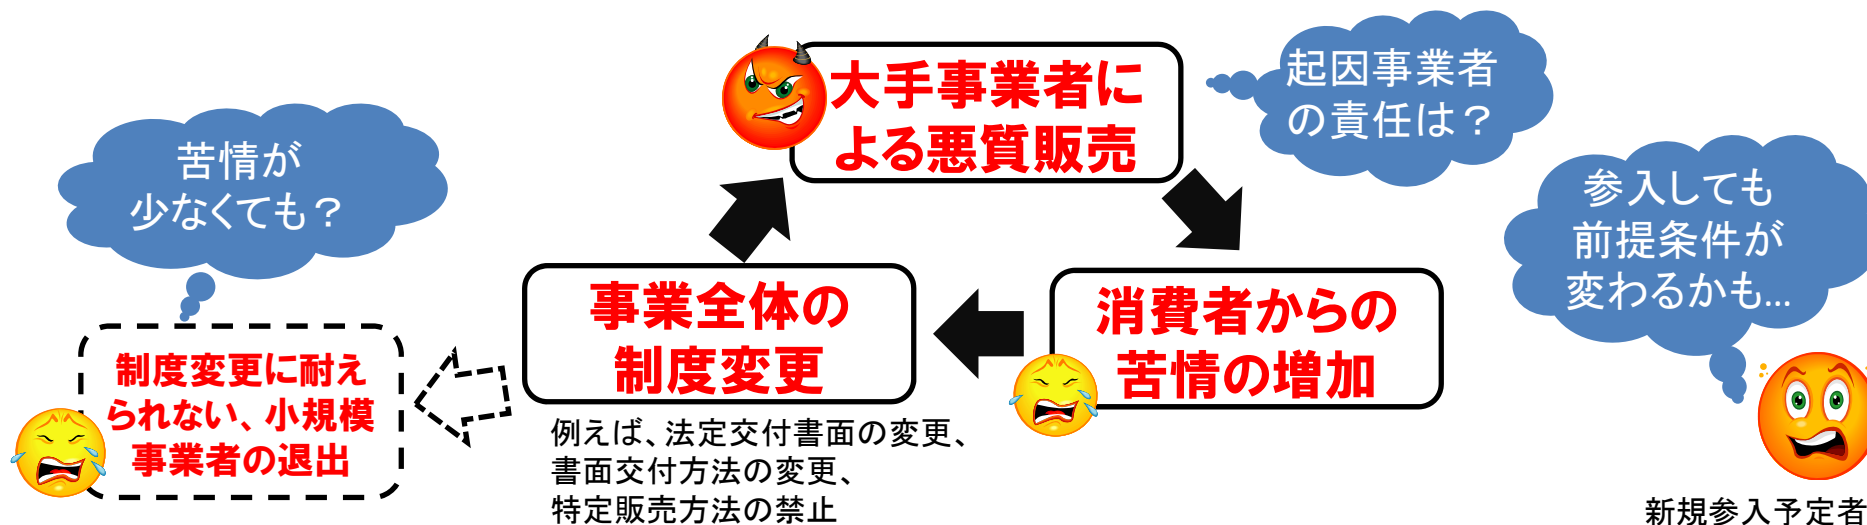 大手事業者に
よる悪質販売
起因事業者
の責任は？
苦情が
少なくても？
参入しても
前提条件が
変わるかも…
事業全体の
制度変更
消費者からの
苦情の増加
制度変更に耐え
られない、小規模
事業者の退出
例えば、法定交付書面の変更、
書面交付方法の変更、
特定販売方法の禁止
新規参入予定者